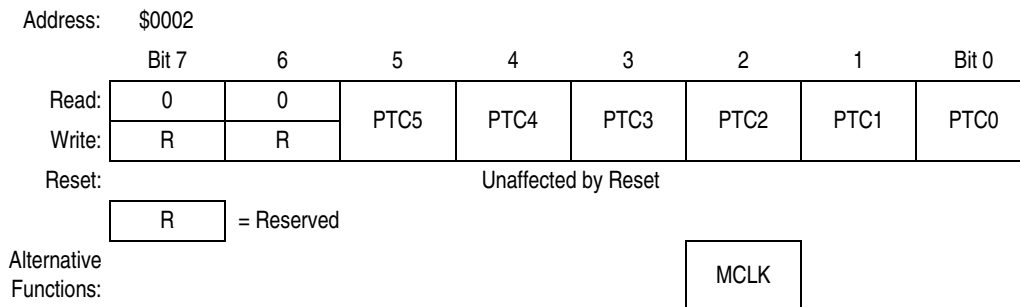 Address: $0002
Bit 7 6 5 4 3 2 1 Bit 0
Read: 0 0 PTC5 PTC4 PTC3 PTC2 PTC1 PTC0
Write: R R
Reset: Unaffected by Reset
R = Reserved
Alternative
Functions: MCLK